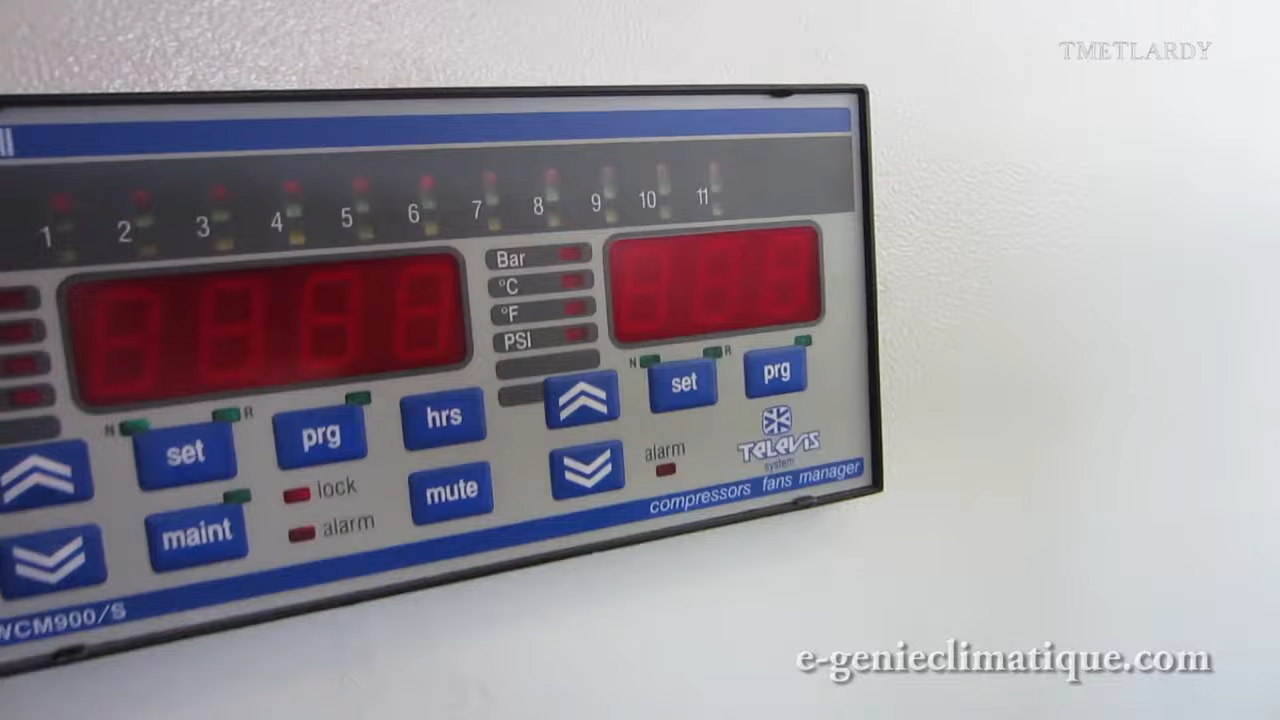 TMETLARDY
1 2 3 4 5 6 7 8 9 10 11
Bar
°C
°F
PSI
N R
set
prg
hrs
N R
set
prg
maint
lock
alarm
mute
alarm
TELEVIS
system
compressors fans manager
WCM900/S
e-genieclimatique.com